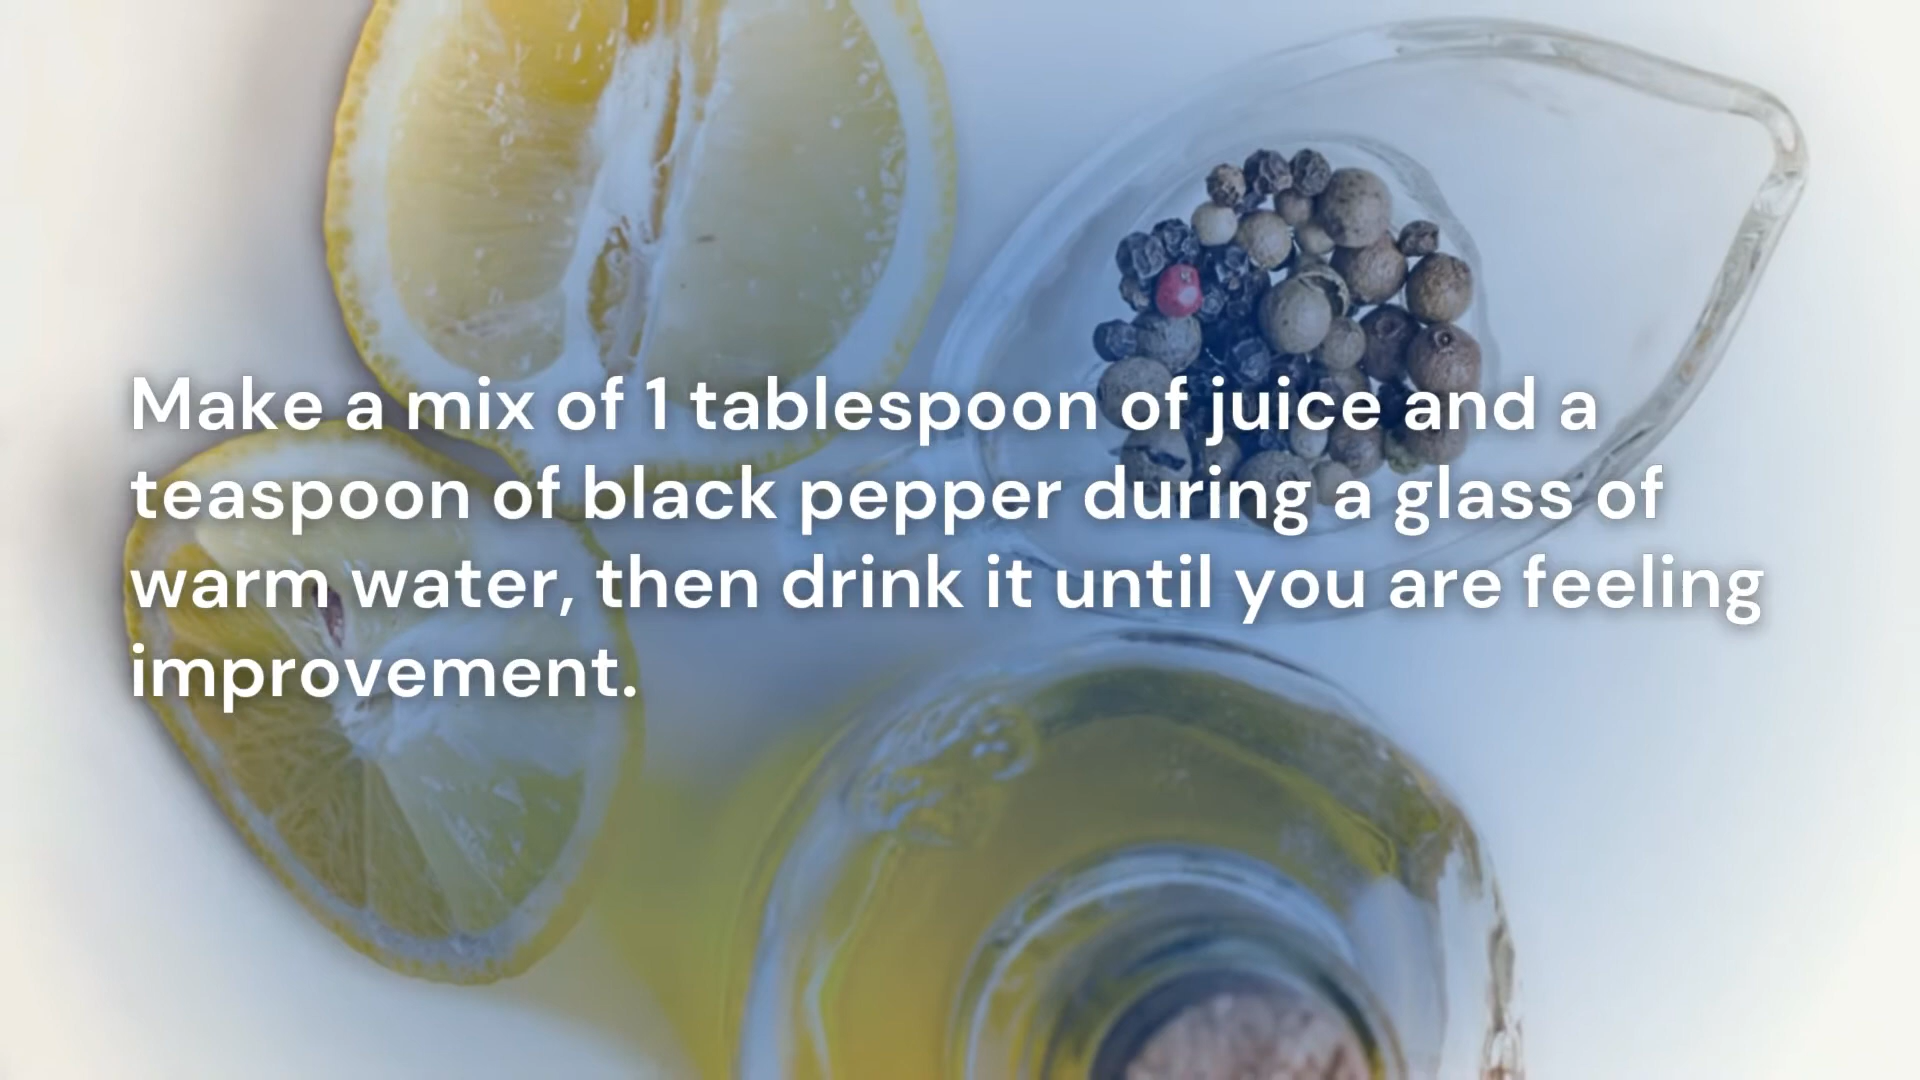 Make a mix of 1 tablespoon of juice and a
teaspoon of black pepper during a glass of
warm water, then drink it until you are feeling
improvement.